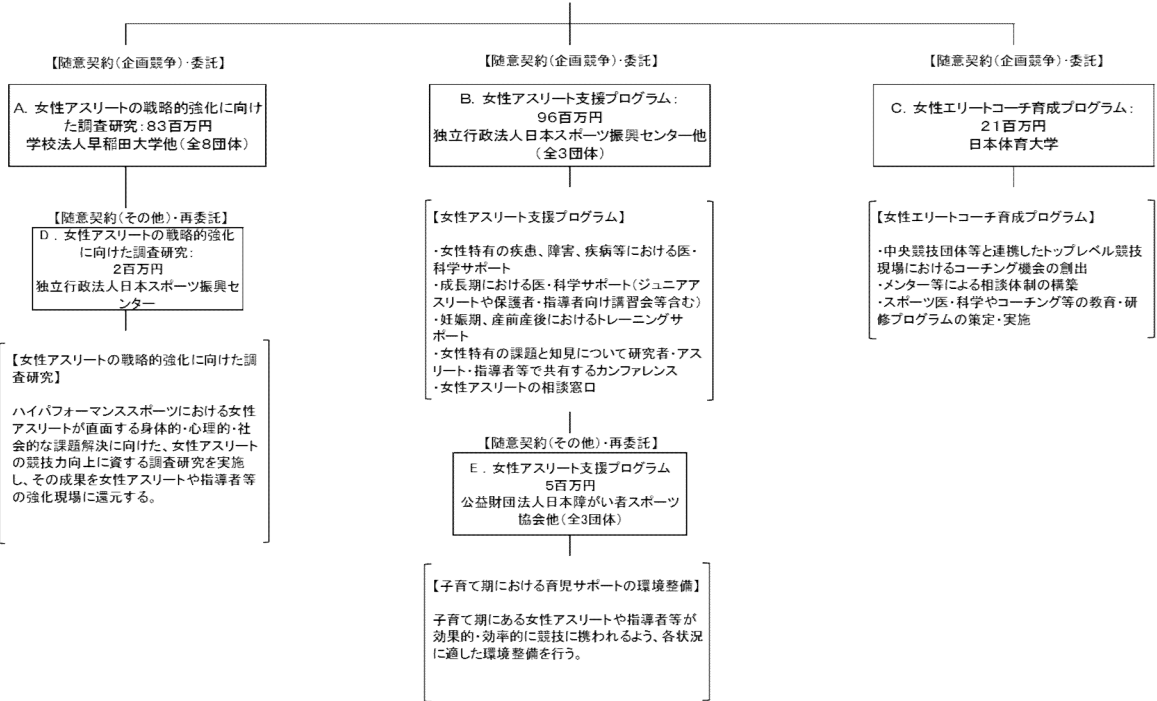 【随意契約(企画競争)・委託】
A. 女性アスリートの戦略的強化に向け
た調査研究:83百万円
学校法人早稲田大学他(全8団体)
【随意契約(その他)・再委託】
D . 女性アスリートの戦略的強化
に向けた調査研究:
2百万円
独立行政法人日本スポーツ振興セ
ンター
【女性アスリートの戦略的強化に向けた調
査研究】
ハイパフォーマンススポーツにおける女性
アスリートが直面する身体的・心理的・社
会的な課題解決に向けた、女性アスリート
の競技力向上に資する調査研究を実施
し、その成果を女性アスリートや指導者等
の強化現場に還元する。
【随意契約(企画競争)・委託】
B. 女性アスリート支援プログラム:
96百万円
独立行政法人日本スポーツ振興センター他
(全3団体)
【女性アスリート支援プログラム】
・女性特有の疾患、障害、疾病等における医・
科学サポート
・成長期における医・科学サポート(ジュニアア
スリートや保護者・指導者向け講習会等含む)
・妊娠期、産前産後におけるトレーニングサ
ポート
・女性特有の課題と知見について研究者・アス
リート・指導者等で共有するカンファレンス
・女性アスリートの相談窓口
【随意契約(その他)・再委託】
E . 女性アスリート支援プログラム
5百万円
公益財団法人日本障がい者スポーツ
協会他(全3団体)
【子育て期における育児サポートの環境整備】
子育て期にある女性アスリートや指導者等が
効果的・効率的に競技に携われるよう、各状況
に適した環境整備を行う。
【随意契約(企画競争)・委託】
C. 女性エリートコーチ育成プログラム:
21百万円
日本体育大学
【女性エリートコーチ育成プログラム】
・中央競技団体等と連携したトップレベル競技
現場におけるコーチング機会の創出
・メンター等による相談体制の構築
・スポーツ医・科学やコーチング等の教育・研
修プログラムの策定・実施